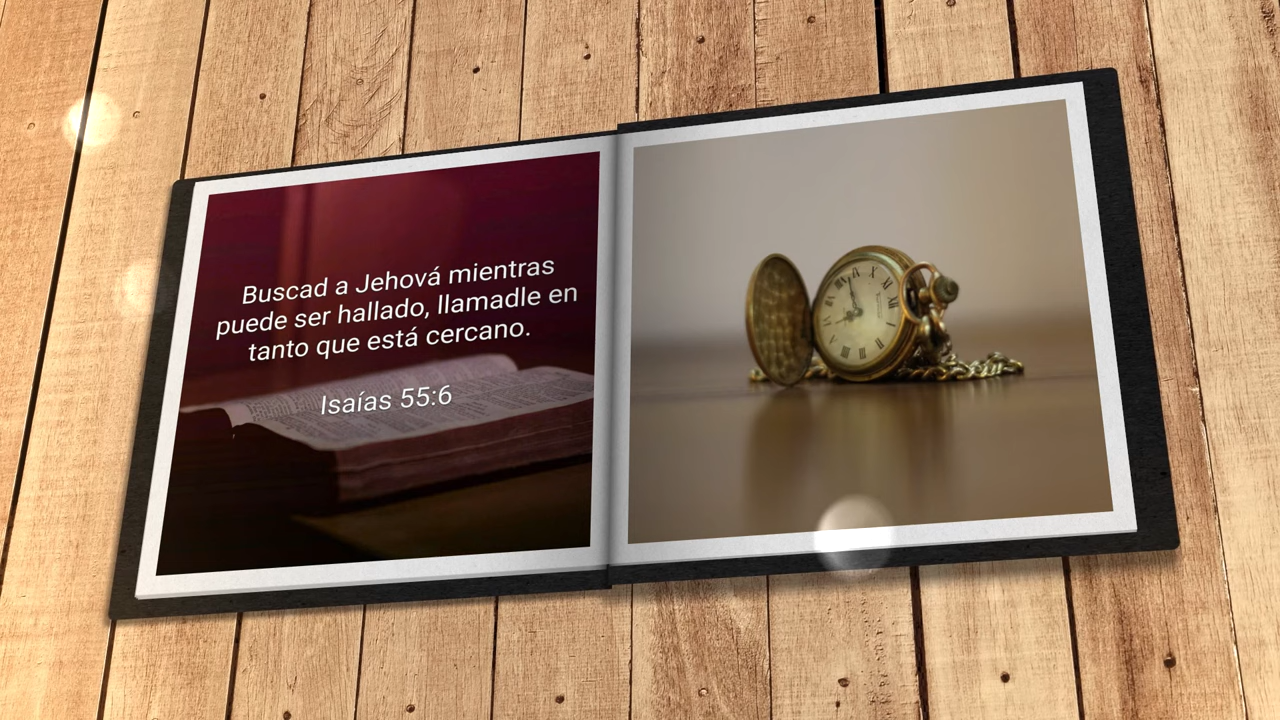 Buscad a Jehová mientras
puede ser hallado, llamadle en
tanto que está cercano.
Isaías 55:6